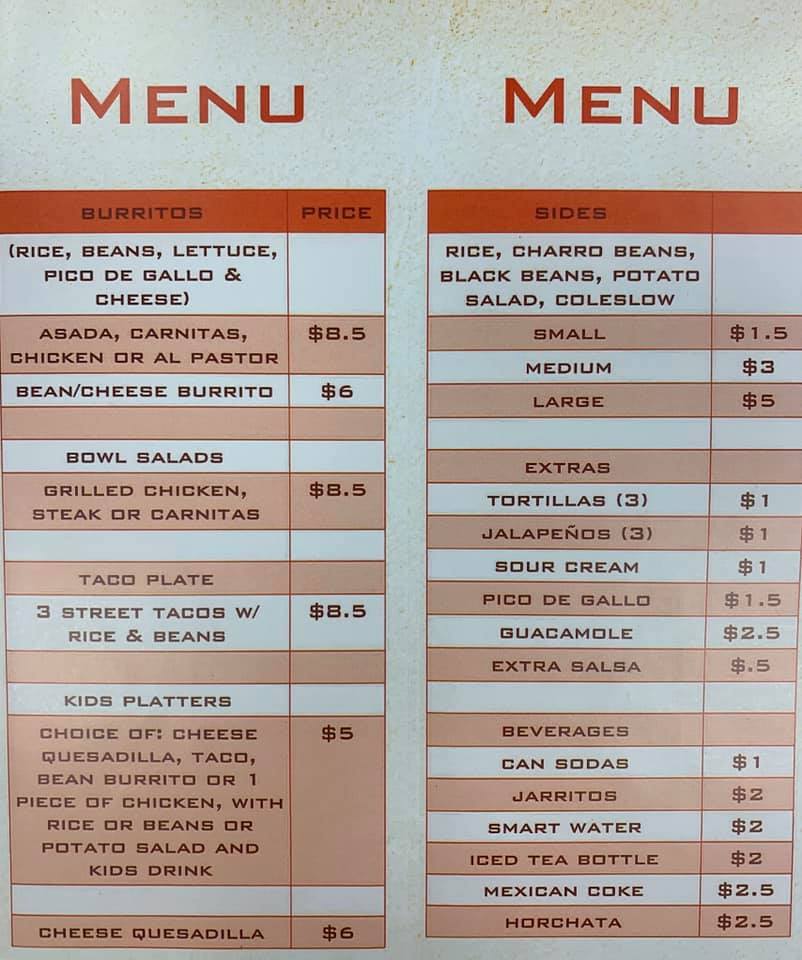 MENU
BURRITOS PRICE
(RICE, BEANS, LETTUCE,
PICO DE GALLO &
CHEESE)
ASADA, CARNITAS, $8.5
CHICKEN OR AL PASTOR
BEAN/CHEESE BURRITO $6
BOWL SALADS
GRILLED CHICKEN, $8.5
STEAK OR CARNITAS
TACO PLATE
3 STREET TACOS W/ $8.5
RICE & BEANS
KIDS PLATTERS
CHOICE OF: CHEESE $5
QUESADILLA, TACO,
BEAN BURRITO OR 1
PIECE OF CHICKEN, WITH
RICE OR BEANS OR
POTATO SALAD AND
KIDS DRINK
CHEESE QUESADILLA $6
MENU
SIDES
RICE, CHARRO BEANS,
BLACK BEANS, POTATO
SALAD, COLESLOW
SMALL $1.5
MEDIUM $3
LARGE $5
EXTRAS
TORTILLAS (3) $1
JALAPEÑOS (3) $1
SOUR CREAM $1
PICO DE GALLO $1.5
GUACAMOLE $2.5
EXTRA SALSA $.5
BEVERAGES
CAN SODAS $1
JARRITOS $2
SMART WATER $2
ICED TEA BOTTLE $2
MEXICAN COKE $2.5
HORCHATA $2.5